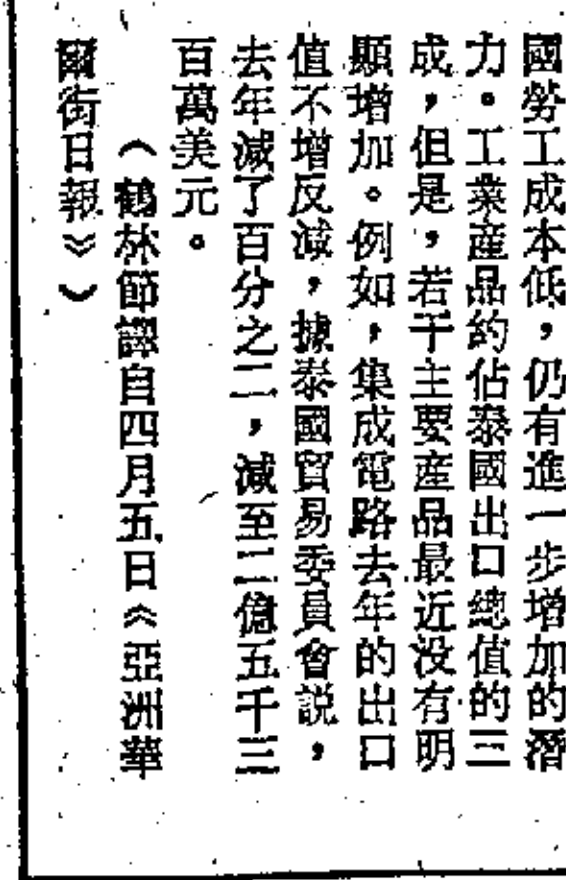 國勞工成本低，仍有進一步增加的潛
力。工業產品約佔泰國出口總值的三
成，但是，若干主要產品最近没有明
顯增加。例如，集成電路去年的出口
值不增反減，據泰國貿易委員會説，
去年減了百分之二，減至二億五千三
百萬美元。
（鶴林節譯自四月五日《亞洲華
爾街日報》）